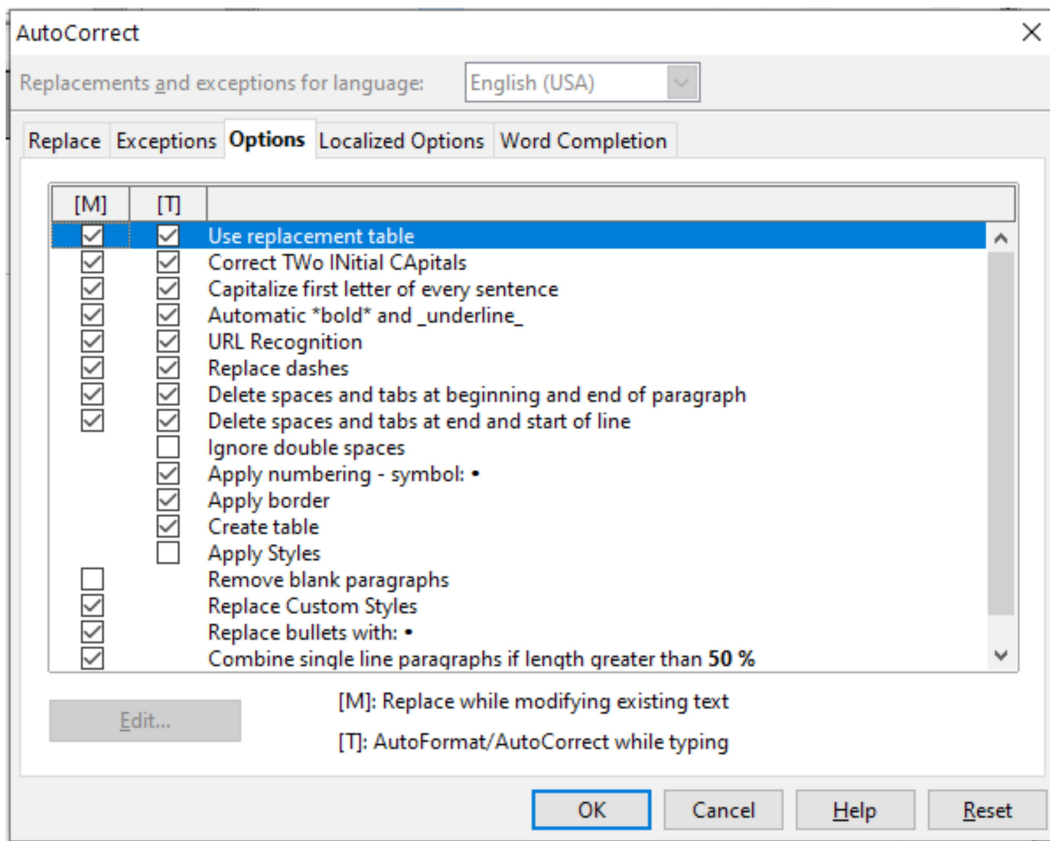 AutoCorrect
Replacements and exceptions for language: English (USA)
Replace Exceptions Options Localized Options Word Completion
[M] [T]
Use replacement table
Correct TWo INitial CApitals
Capitalize first letter of every sentence
Automatic *bold* and _underline_
URL Recognition
Replace dashes
Delete spaces and tabs at beginning and end of paragraph
Delete spaces and tabs at end and start of line
Ignore double spaces
Apply numbering - symbol: •
Apply border
Create table
Apply Styles
Remove blank paragraphs
Replace Custom Styles
Replace bullets with: •
Combine single line paragraphs if length greater than 50 %
[M]: Replace while modifying existing text
Edit...
[T]: AutoFormat/AutoCorrect while typing
OK Cancel Help Reset